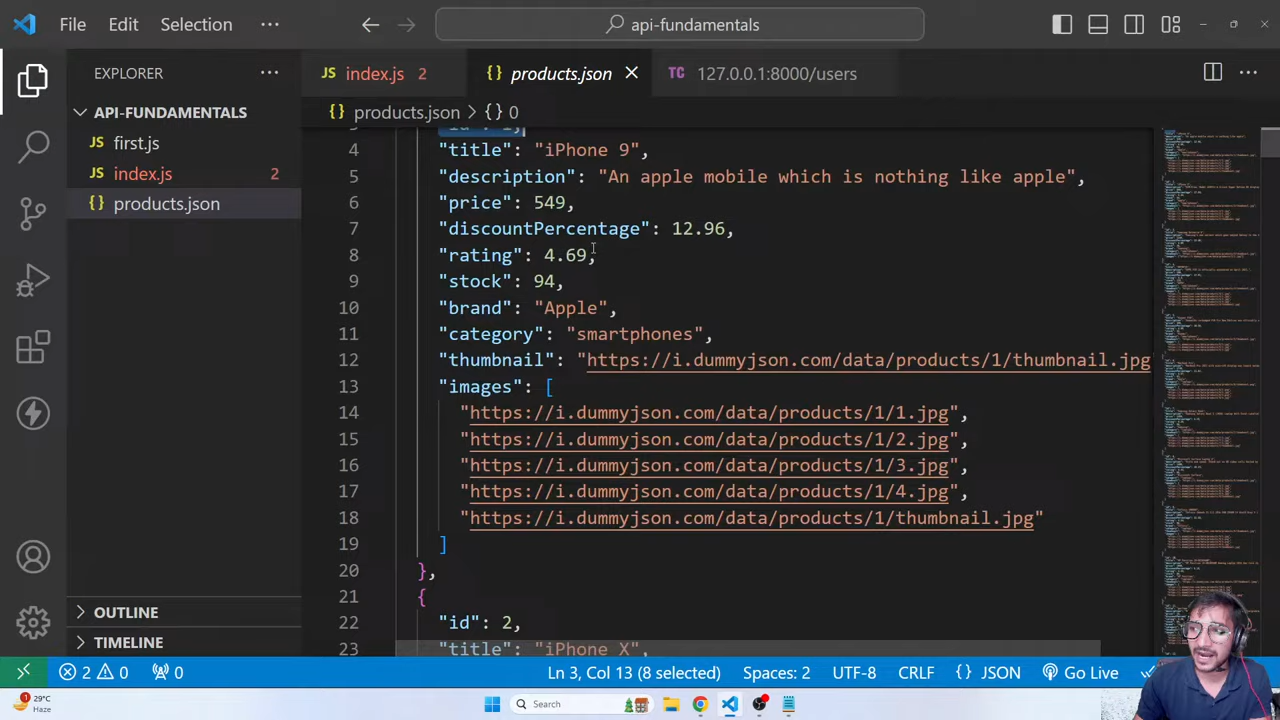 File Edit Selection ··· api-fundamentals
EXPLORER ···
index.js 2
products.json
TC 127.0.0.1:8000/users
API-FUNDAMENTALS
JS first.js
JS index.js 2
{} products.json
{} products.json > {} 0
4 "title": "iPhone 9",
5 "description": "An apple mobile which is nothing like apple",
6 "price": 549,
7 "discountPercentage": 12.96,
8 "rating": 4.69,
9 "stock": 94,
10 "brand": "Apple",
11 "category": "smartphones",
12 "thumbnail": "https://i.dummyjson.com/data/products/1/thumbnail.jpg
13 "images": [
14 "https://i.dummyjson.com/data/products/1/1.jpg",
15 "https://i.dummyjson.com/data/products/1/2.jpg",
16 "https://i.dummyjson.com/data/products/1/3.jpg",
17 "https://i.dummyjson.com/data/products/1/4.jpg",
18 "https://i.dummyjson.com/data/products/1/thumbnail.jpg"
19 ]
20 },
21 {
22 "id": 2,
23 "title": "iPhone X",
OUTLINE
TIMELINE
2 0 0 Ln 3, Col 13 (8 selected) Spaces: 2 UTF-8 CRLF {} JSON Go Live
29°C
Haze
Search